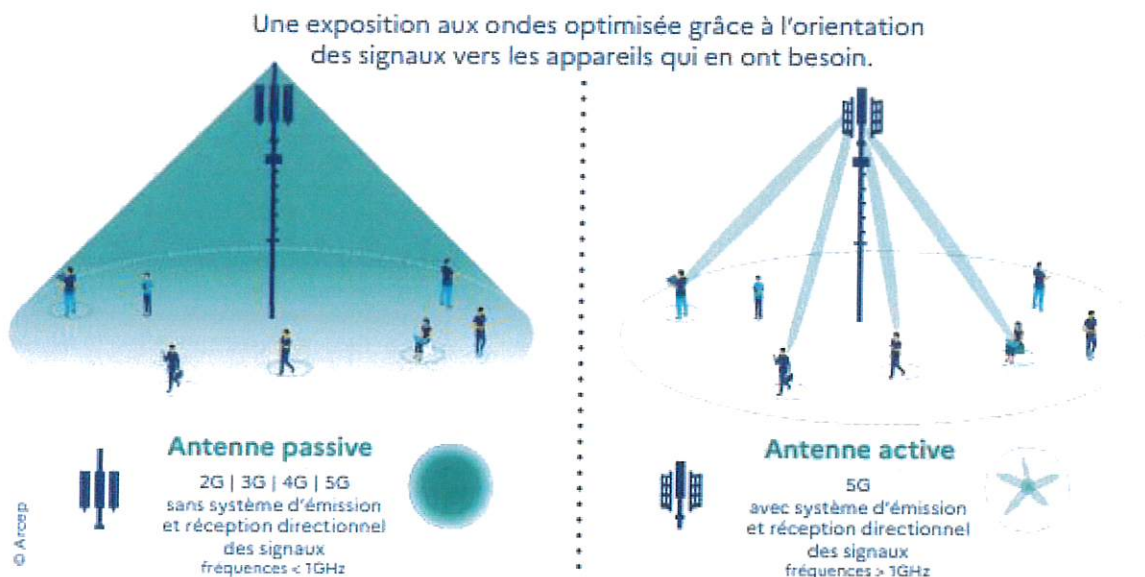 Une exposition aux ondes optimisée grâce à l'orientation
des signaux vers les appareils qui en ont besoin.
Antenne passive
2G | 3G | 4G | 5G
sans système d'émission
et réception directionnel
des signaux
fréquences < 1GHz
© Arcep
Antenne active
5G
avec système d'émission
et réception directionnel
des signaux
fréquences > 1GHz